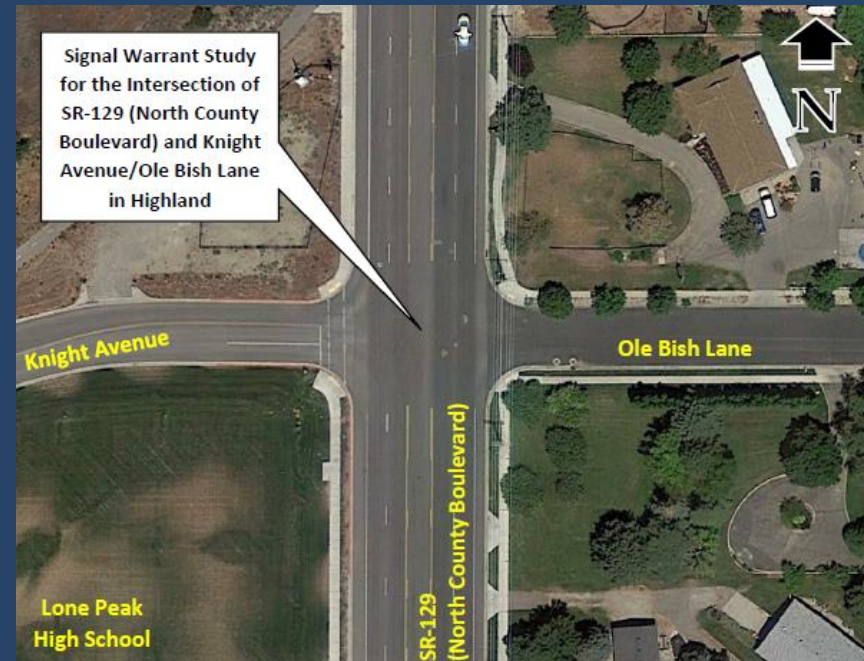 Signal Warrant Study
for the Intersection of
SR-129 (North County
Boulevard) and Knight
Avenue/Ole Bish Lane
in Highland
N
Knight Avenue
Ole Bish Lane
SR-129
(North County Boulevard)
Lone Peak
High School